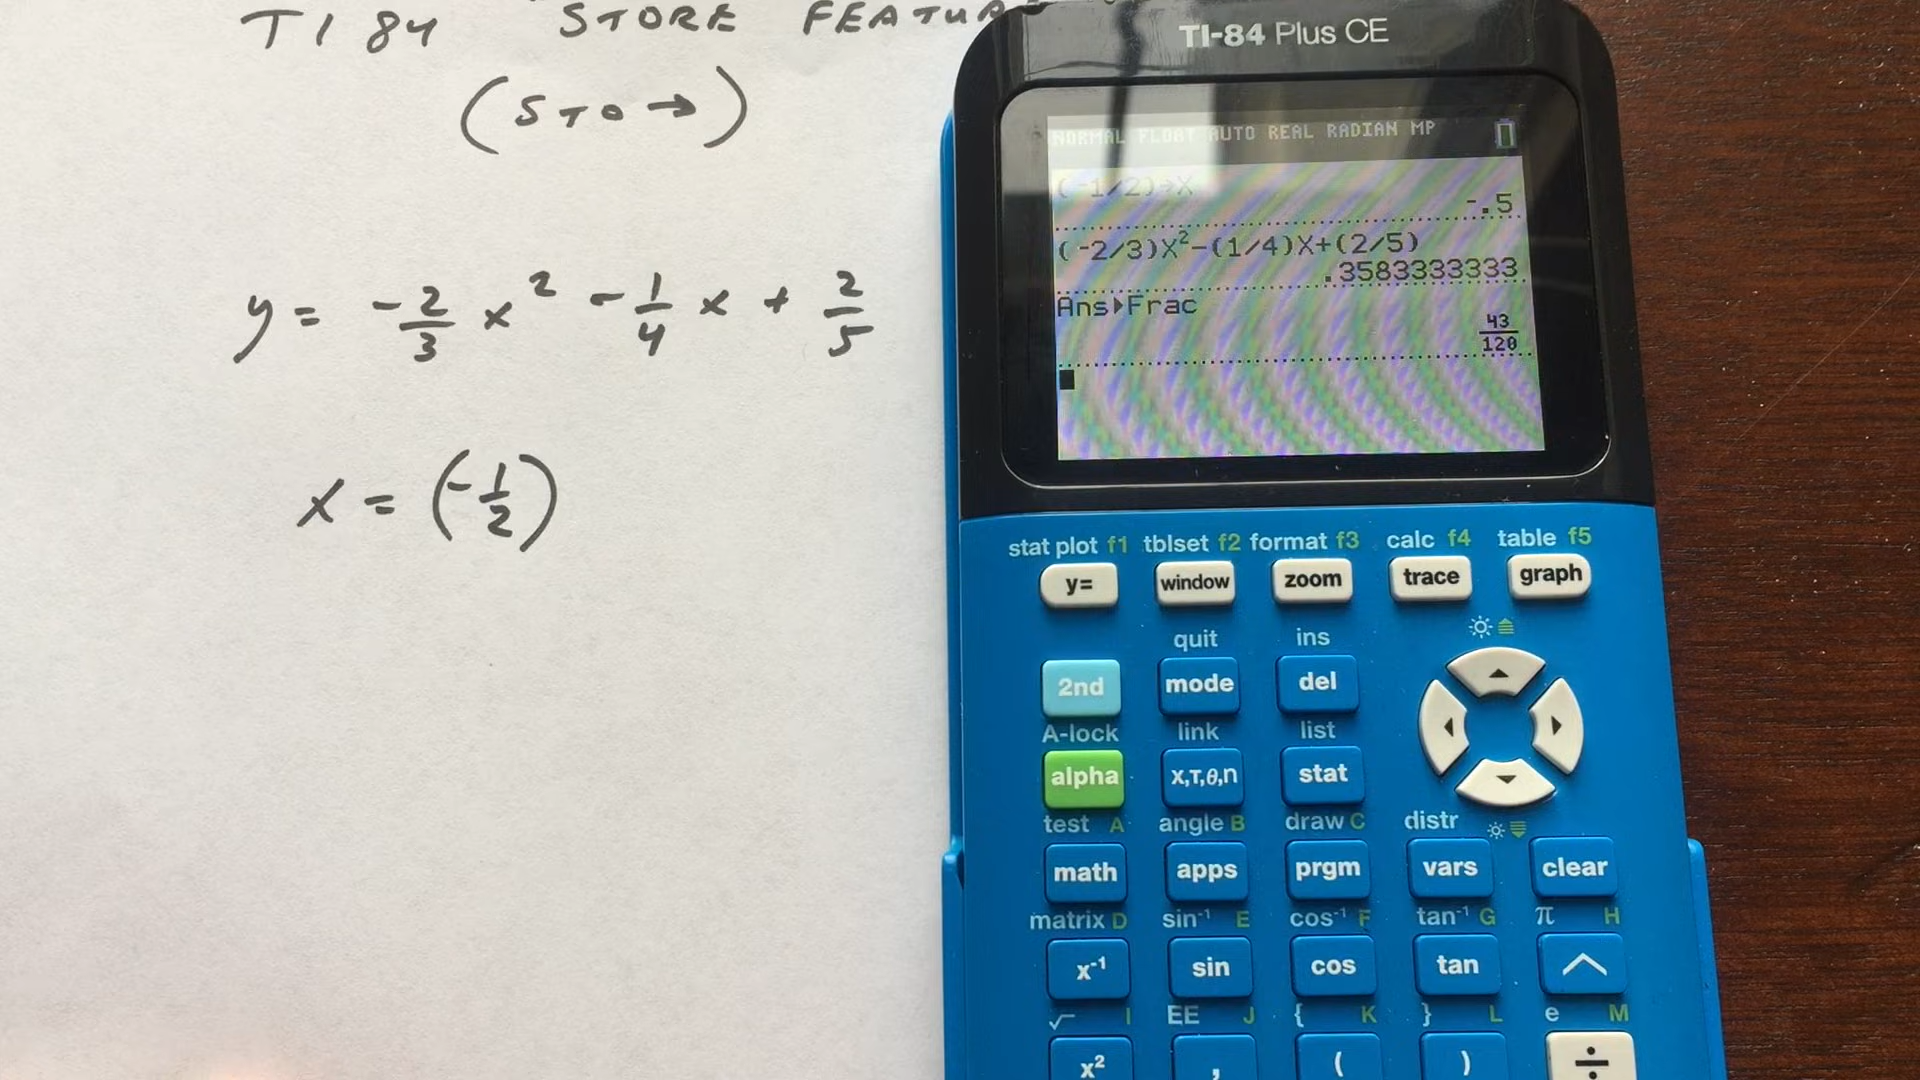 TI 84 STORE FEATU
(STO →)
y = -2/3 x² - 1/4 x + 2/5
x = (-1/2)
TI-84 Plus CE
NORMAL FLOAT AUTO REAL RADIAN MP
(-1/2)→X
-.5
(-2/3)X²-(1/4)X+(2/5)
.3583333333
Ans▶Frac
43/120
stat plot f1 tblset f2 format f3 calc f4 table f5
y= window zoom trace graph
quit ins
2nd mode del
A-lock link list
alpha X,T,θ,n stat
test A angle B draw C distr
math apps prgm vars clear
matrix D sin⁻¹ E cos⁻¹ F tan⁻¹ G π H
x⁻¹ sin cos tan ^
√ I EE J { K } L e M
x² , ( ) ÷